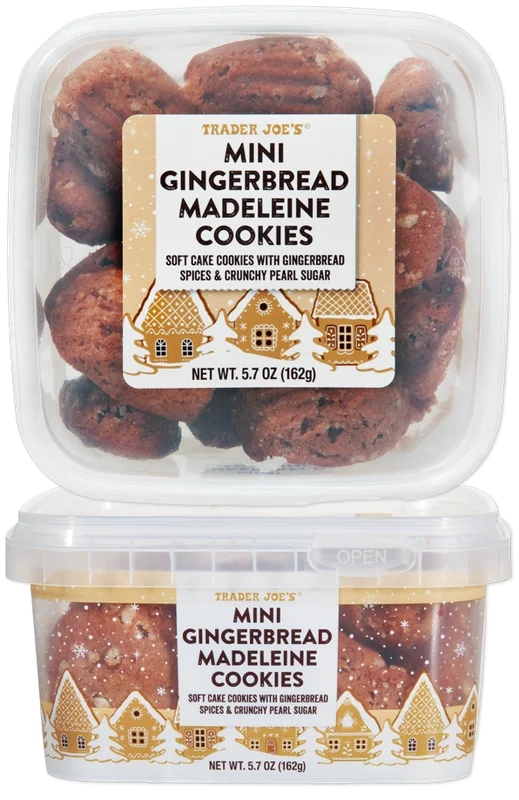 TRADER JOE'S®
MINI
GINGERBREAD
MADELEINE
COOKIES
SOFT CAKE COOKIES WITH GINGERBREAD
SPICES & CRUNCHY PEARL SUGAR
NET WT. 5.7 OZ (162g)
OPEN
TRADER JOE'S®
MINI
GINGERBREAD
MADELEINE
COOKIES
SOFT CAKE COOKIES WITH GINGERBREAD
SPICES & CRUNCHY PEARL SUGAR
NET WT. 5.7 OZ (162g)